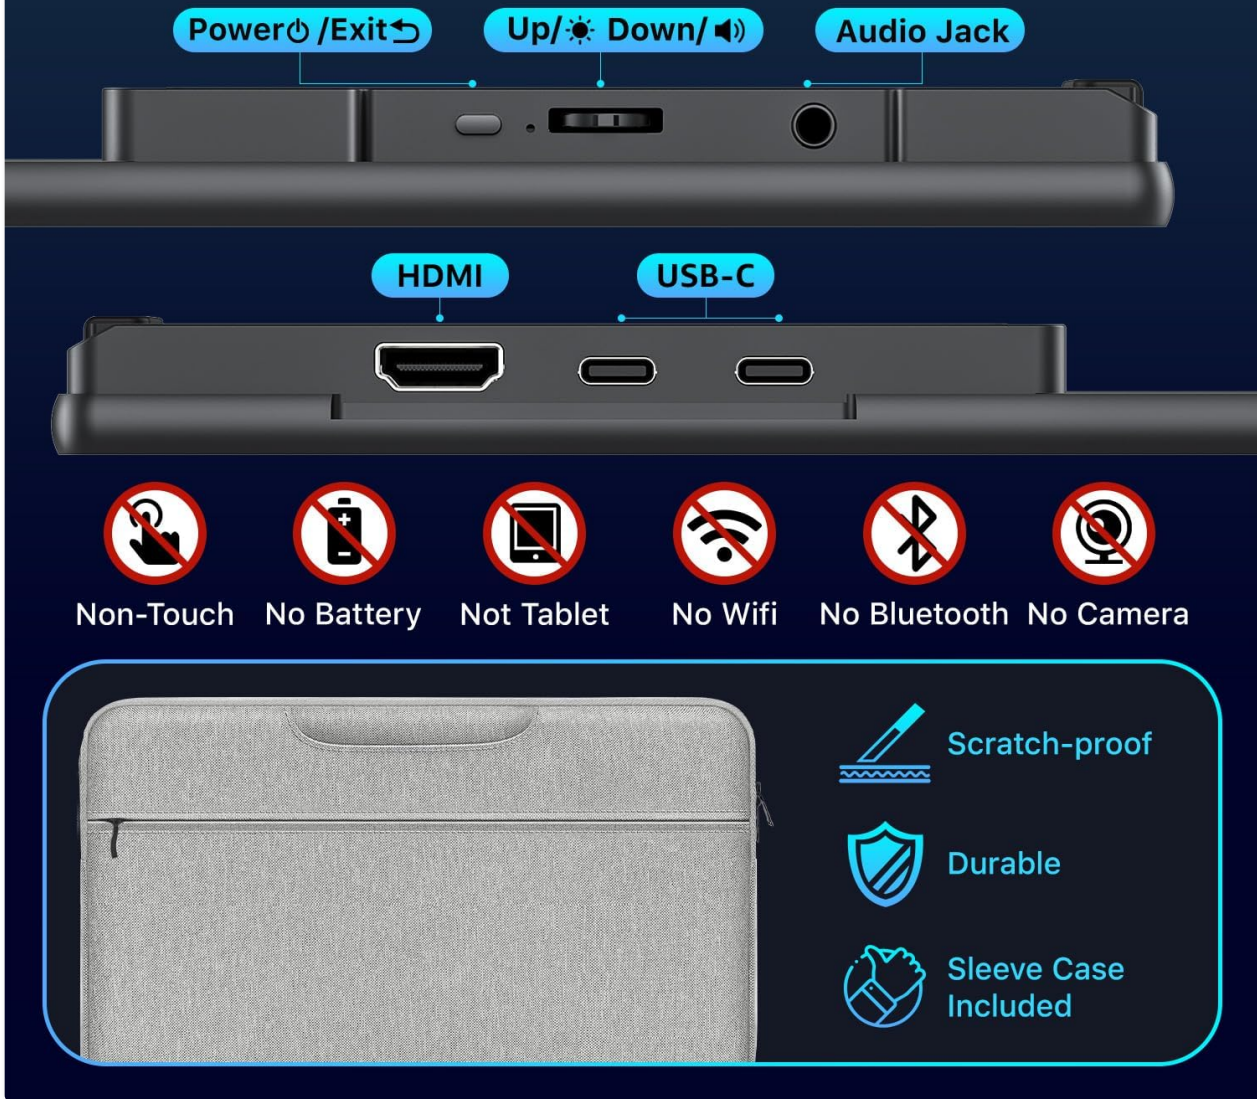 Power⏻ /Exit⮌
Up/☀ Down/🔊
Audio Jack
HDMI
USB-C
Non-Touch
No Battery
Not Tablet
No Wifi
No Bluetooth
No Camera
Scratch-proof
Durable
Sleeve Case
Included